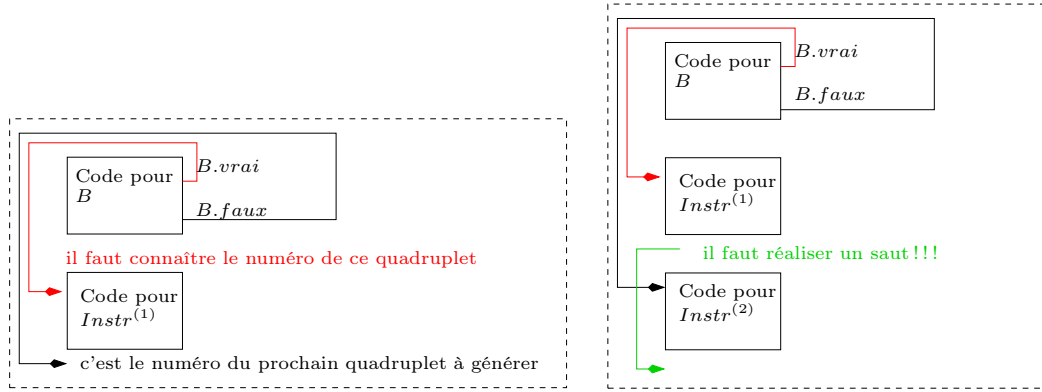 Code pour
B
B.vrai
B.faux
il faut connaître le numéro de ce quadruplet
Code pour
Instr(1)
c'est le numéro du prochain quadruplet à générer
Code pour
B
B.vrai
B.faux
Code pour
Instr(1)
il faut réaliser un saut !!!
Code pour
Instr(2)